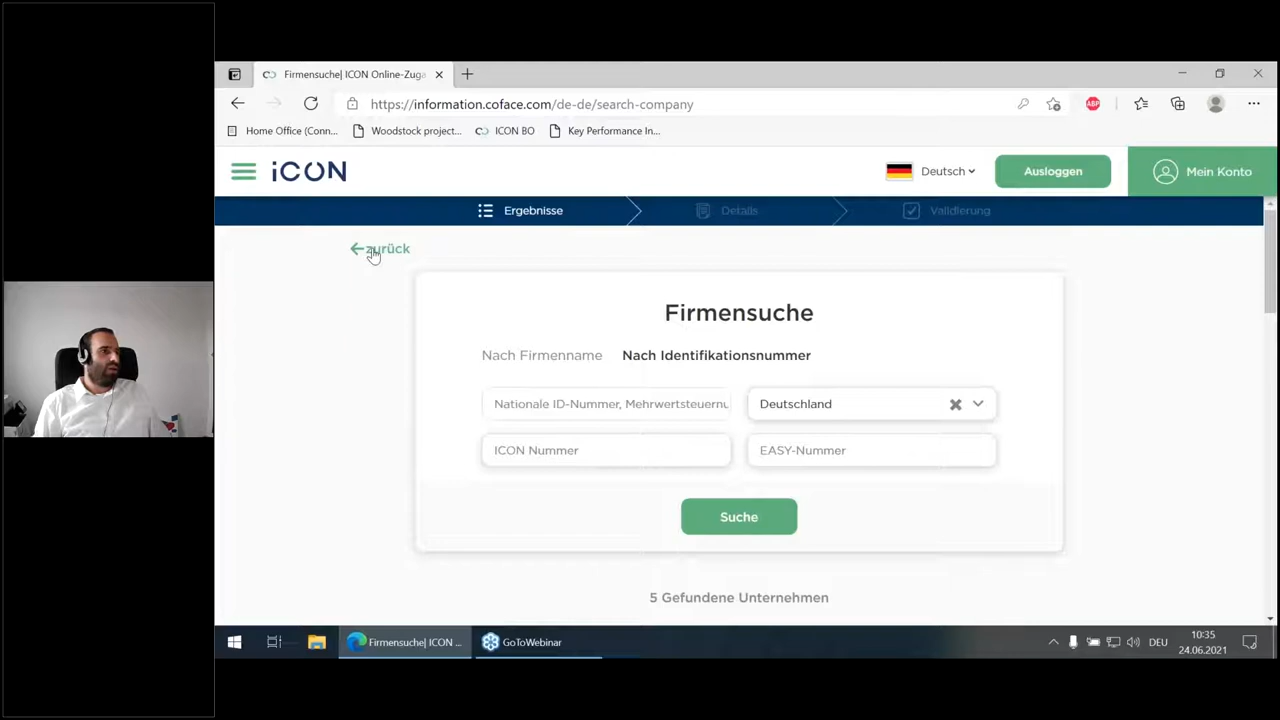 Firmensuche| ICON Online-Zuga
https://information.coface.com/de-de/search-company
ABP
Home Office (Conn...
Woodstock project...
ICON BO
Key Performance In...
iCON
Deutsch
Ausloggen
Mein Konto
Ergebnisse
Details
Validierung
zurück
Firmensuche
Nach Firmenname
Nach Identifikationsnummer
Nationale ID-Nummer, Mehrwertsteuernu
Deutschland
ICON Nummer
EASY-Nummer
Suche
5 Gefundene Unternehmen
Firmensuche| ICON ...
GoToWebinar
DEU
10:35
24.06.2021